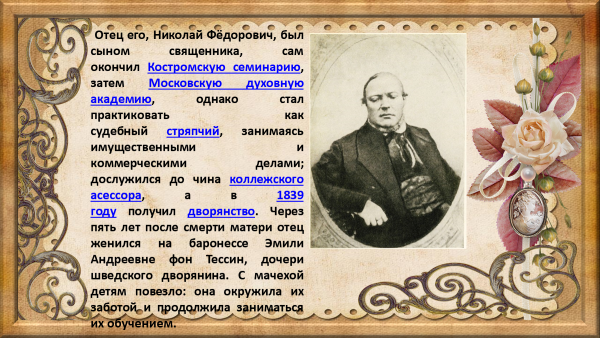 Отец его, Николай Фёдорович, был
сыном священника, сам
окончил Костромскую семинарию,
затем Московскую духовную
академию, однако стал
практиковать как
судебный стряпчий, занимаясь
имущественными и
коммерческими делами;
дослужился до чина коллежского
асессора, а в 1839
году получил дворянство. Через
пять лет после смерти матери отец
женился на баронессе Эмили
Андреевне фон Тессин, дочери
шведского дворянина. С мачехой
детям повезло: она окружила их
заботой и продолжила заниматься
их обучением.